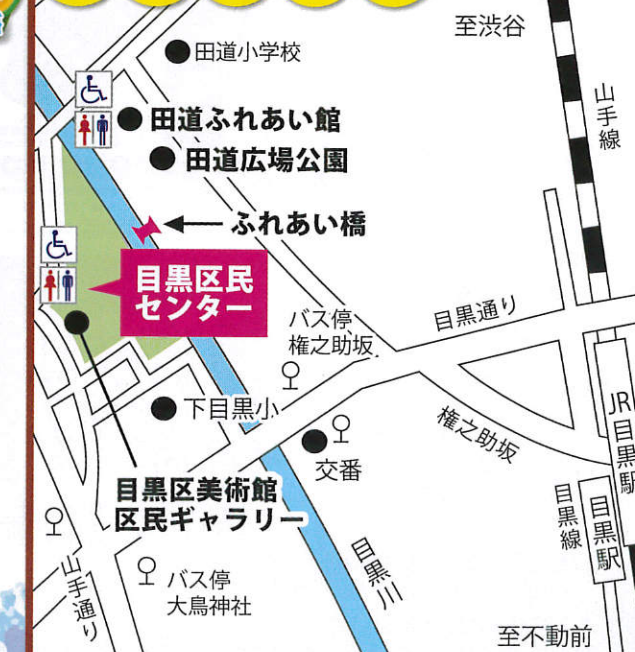 至渋谷
田道小学校
山手線
田道ふれあい館
田道広場公園
ふれあい橋
目黒区民
センター
バス停
権之助坂
目黒通り
JR目黒駅
下目黒小
権之助坂
交番
目黒区美術館
区民ギャラリー
目黒線
目黒駅
目黒川
山手通り
バス停
大鳥神社
至不動前